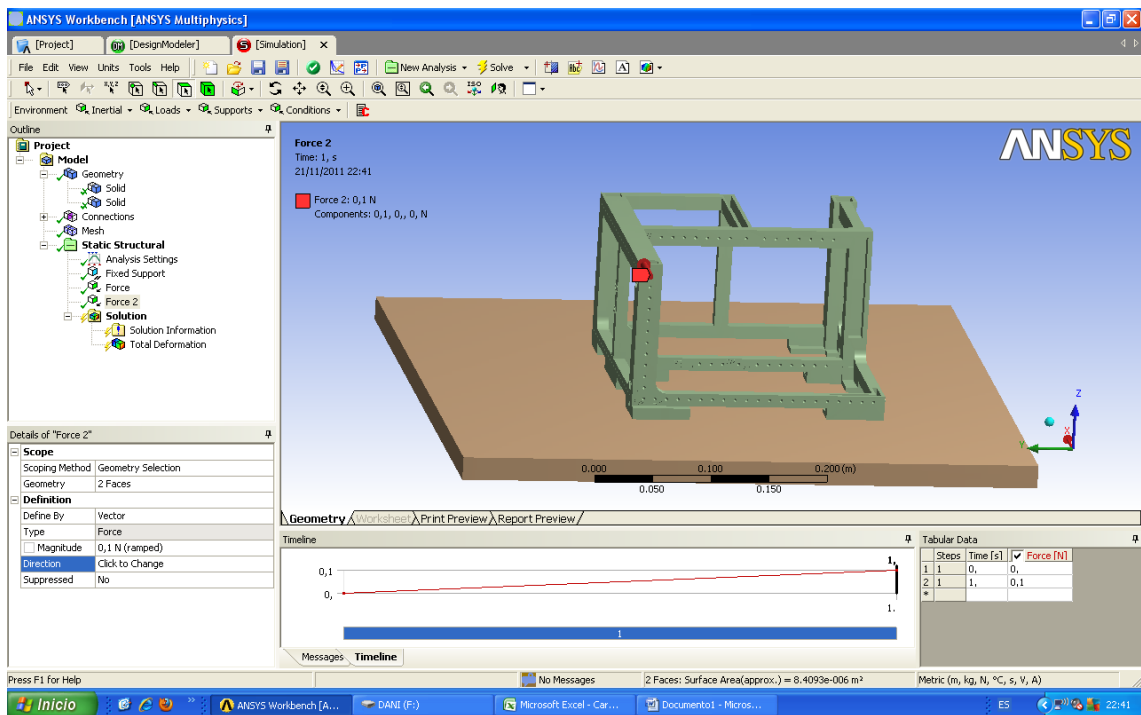 ANSYS Workbench [ANSYS Multiphysics]
[Project] [DesignModeler] [Simulation] ×
File Edit View Units Tools Help New Analysis Solve
Environment Inertial Loads Supports Conditions
Outline
Project
Model
Geometry
Solid
Solid
Connections
Mesh
Static Structural
Analysis Settings
Fixed Support
Force
Force 2
Solution
Solution Information
Total Deformation
Force 2
Time: 1, s
21/11/2011 22:41
Force 2: 0,1 N
Components: 0,1, 0,, 0, N
ANSYS
Z
Y
X
0.000 0.100 0.200 (m)
0.050 0.150
Details of "Force 2"
Scope
Scoping Method Geometry Selection
Geometry 2 Faces
Definition
Define By Vector
Type Force
Magnitude 0,1 N (ramped)
Direction Click to Change
Suppressed No
Geometry Worksheet Print Preview Report Preview
Timeline
1,
0,1
0,
1.
1
Messages Timeline
Tabular Data
Steps Time [s] Force [N]
1 1 0, 0,
2 1 1, 0,1
*
Press F1 for Help No Messages 2 Faces: Surface Area(approx.) = 8.4093e-006 m² Metric (m, kg, N, ºC, s, V, A)
Inicio ANSYS Workbench [A... DANI (F:) Microsoft Excel - Car... Documento1 - Micros... ES 22:41